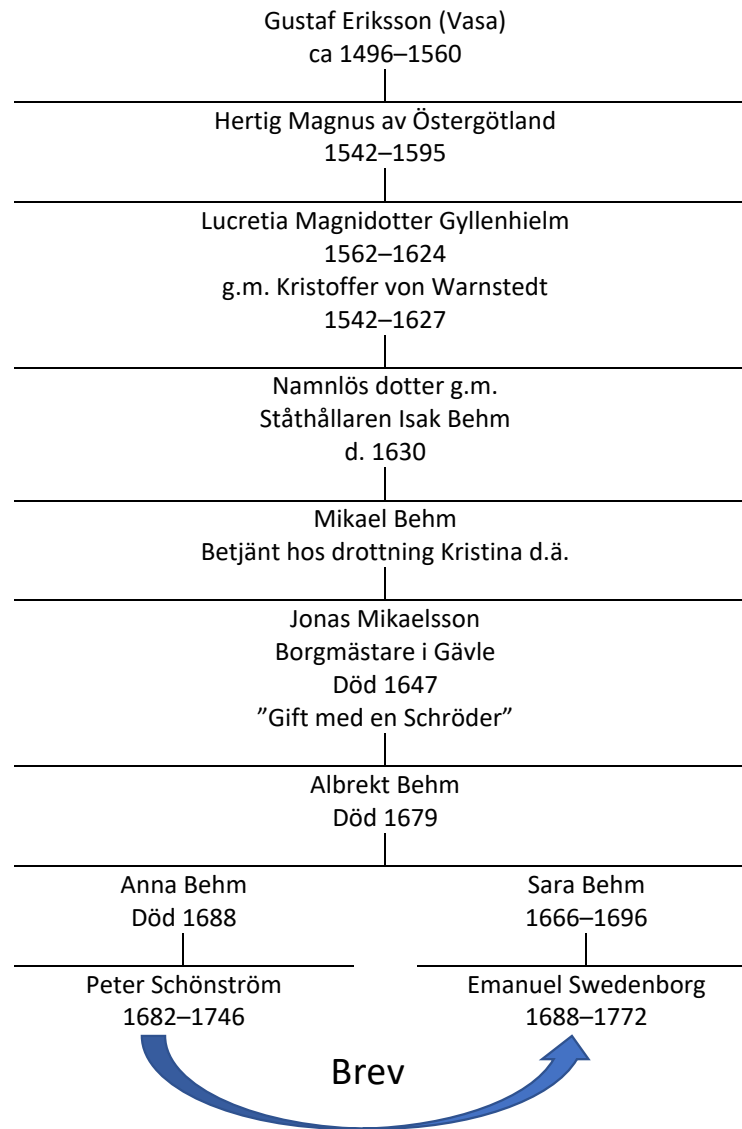 Gustaf Eriksson (Vasa)
ca 1496–1560
Hertig Magnus av Östergötland
1542–1595
Lucretia Magnidotter Gyllenhielm
1562–1624
g.m. Kristoffer von Warnstedt
1542–1627
Namnlös dotter g.m.
Ståthållaren Isak Behm
d. 1630
Mikael Behm
Betjänt hos drottning Kristina d.ä.
Jonas Mikaelsson
Borgmästare i Gävle
Död 1647
”Gift med en Schröder”
Albrekt Behm
Död 1679
Anna Behm
Död 1688
Sara Behm
1666–1696
Peter Schönström
1682–1746
Emanuel Swedenborg
1688–1772
Brev